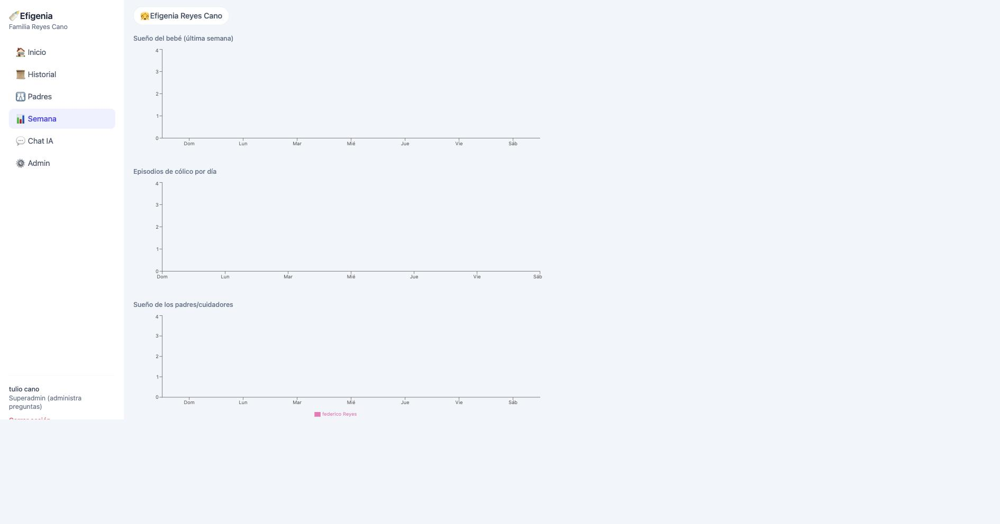 Efigenia
Familia Reyes Cano
Inicio
Historial
Padres
Semana
Chat IA
Admin
tulio cano
Superadmin (administra
preguntas)
Cerrar sesión
Efigenia Reyes Cano
Sueño del bebé (última semana)
4
3
2
1
0
Dom Lun Mar Mié Jue Vie Sáb
Episodios de cólico por día
4
3
2
1
0
Dom Lun Mar Mié Jue Vie Sáb
Sueño de los padres/cuidadores
4
3
2
1
0
Dom Lun Mar Mié Jue Vie Sáb
federico Reyes